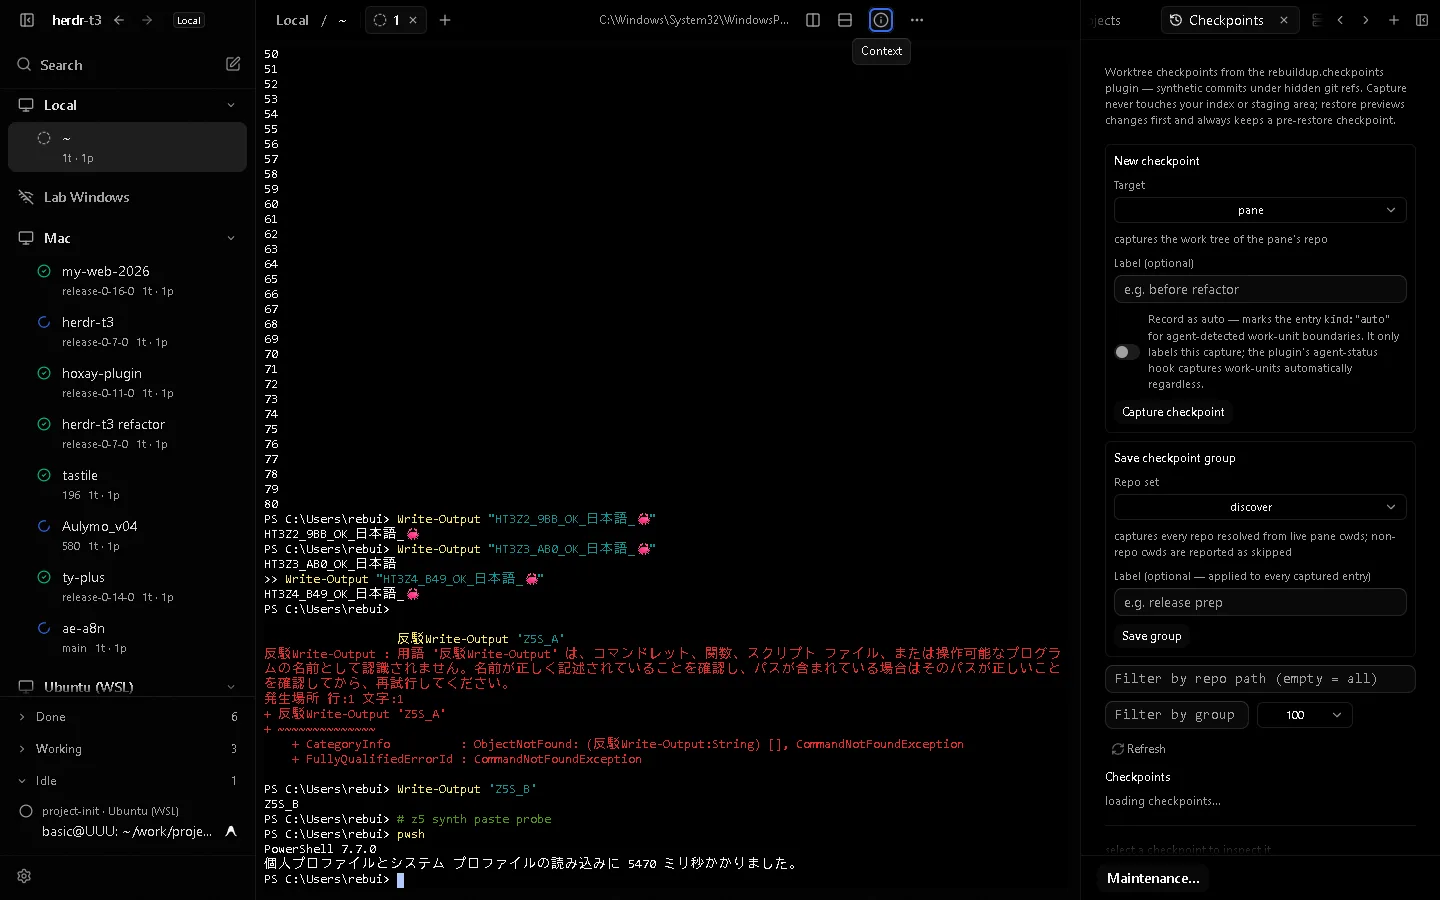 herdr-t3
Local
Search
Local
~
1t · 1p
Lab Windows
Mac
my-web-2026
release-0-16-0 1t · 1p
herdr-t3
release-0-7-0 1t · 1p
hoxay-plugin
release-0-11-0 1t · 1p
herdr-t3 refactor
release-0-7-0 1t · 1p
tastile
196 1t · 1p
Aulymo_v04
580 1t · 1p
ty-plus
release-0-14-0 1t · 1p
ae-a8n
main 1t · 1p
Ubuntu (WSL)
Done 6
Working 3
Idle 1
project-init · Ubuntu (WSL)
basic@UUU: ~/work/proje...
Local / ~
1
C:\Windows\System32\WindowsP...
Context
50
51
52
53
54
55
56
57
58
59
60
61
62
63
64
65
66
67
68
69
70
71
72
73
74
75
76
77
78
79
80
PS C:\Users\rebui> Write-Output "HT3Z2_9BB_OK_日本語_🦀"
HT3Z2_9BB_OK_日本語_🦀
PS C:\Users\rebui> Write-Output "HT3Z3_AB0_OK_日本語_🦀"
HT3Z3_AB0_OK_日本語
>> Write-Output "HT3Z4_B49_OK_日本語_🦀"
HT3Z4_B49_OK_日本語_🦀
PS C:\Users\rebui>
反駁Write-Output 'Z5S_A'
反駁Write-Output : 用語 '反駁Write-Output' は、コマンドレット、関数、スクリプト ファイル、または操作可能なプログラ
ムの名前として認識されません。名前が正しく記述されていることを確認し、パスが含まれている場合はそのパスが正しいこと
を確認してから、再試行してください。
発生場所 行:1 文字:1
+ 反駁Write-Output 'Z5S_A'
+ ~~~~~~~~~~~~~~
+ CategoryInfo : ObjectNotFound: (反駁Write-Output:String) [], CommandNotFoundException
+ FullyQualifiedErrorId : CommandNotFoundException
PS C:\Users\rebui> Write-Output 'Z5S_B'
Z5S_B
PS C:\Users\rebui> # z5 synth paste probe
PS C:\Users\rebui> pwsh
PowerShell 7.7.0
個人プロファイルとシステム プロファイルの読み込みに 5470 ミリ秒かかりました。
PS C:\Users\rebui>
jects
Checkpoints
Worktree checkpoints from the rebuildup.checkpoints
plugin — synthetic commits under hidden git refs. Capture
never touches your index or staging area; restore previews
changes first and always keeps a pre-restore checkpoint.
New checkpoint
Target
pane
captures the work tree of the pane's repo
Label (optional)
e.g. before refactor
Record as auto — marks the entry kind:"auto"
for agent-detected work-unit boundaries. It only
labels this capture; the plugin's agent-status
hook captures work-units automatically
regardless.
Capture checkpoint
Save checkpoint group
Repo set
discover
captures every repo resolved from live pane cwds; non-
repo cwds are reported as skipped
Label (optional — applied to every captured entry)
e.g. release prep
Save group
Filter by repo path (empty = all)
Filter by group
100
Refresh
Checkpoints
loading checkpoints...
select a checkpoint to inspect it
Maintenance...